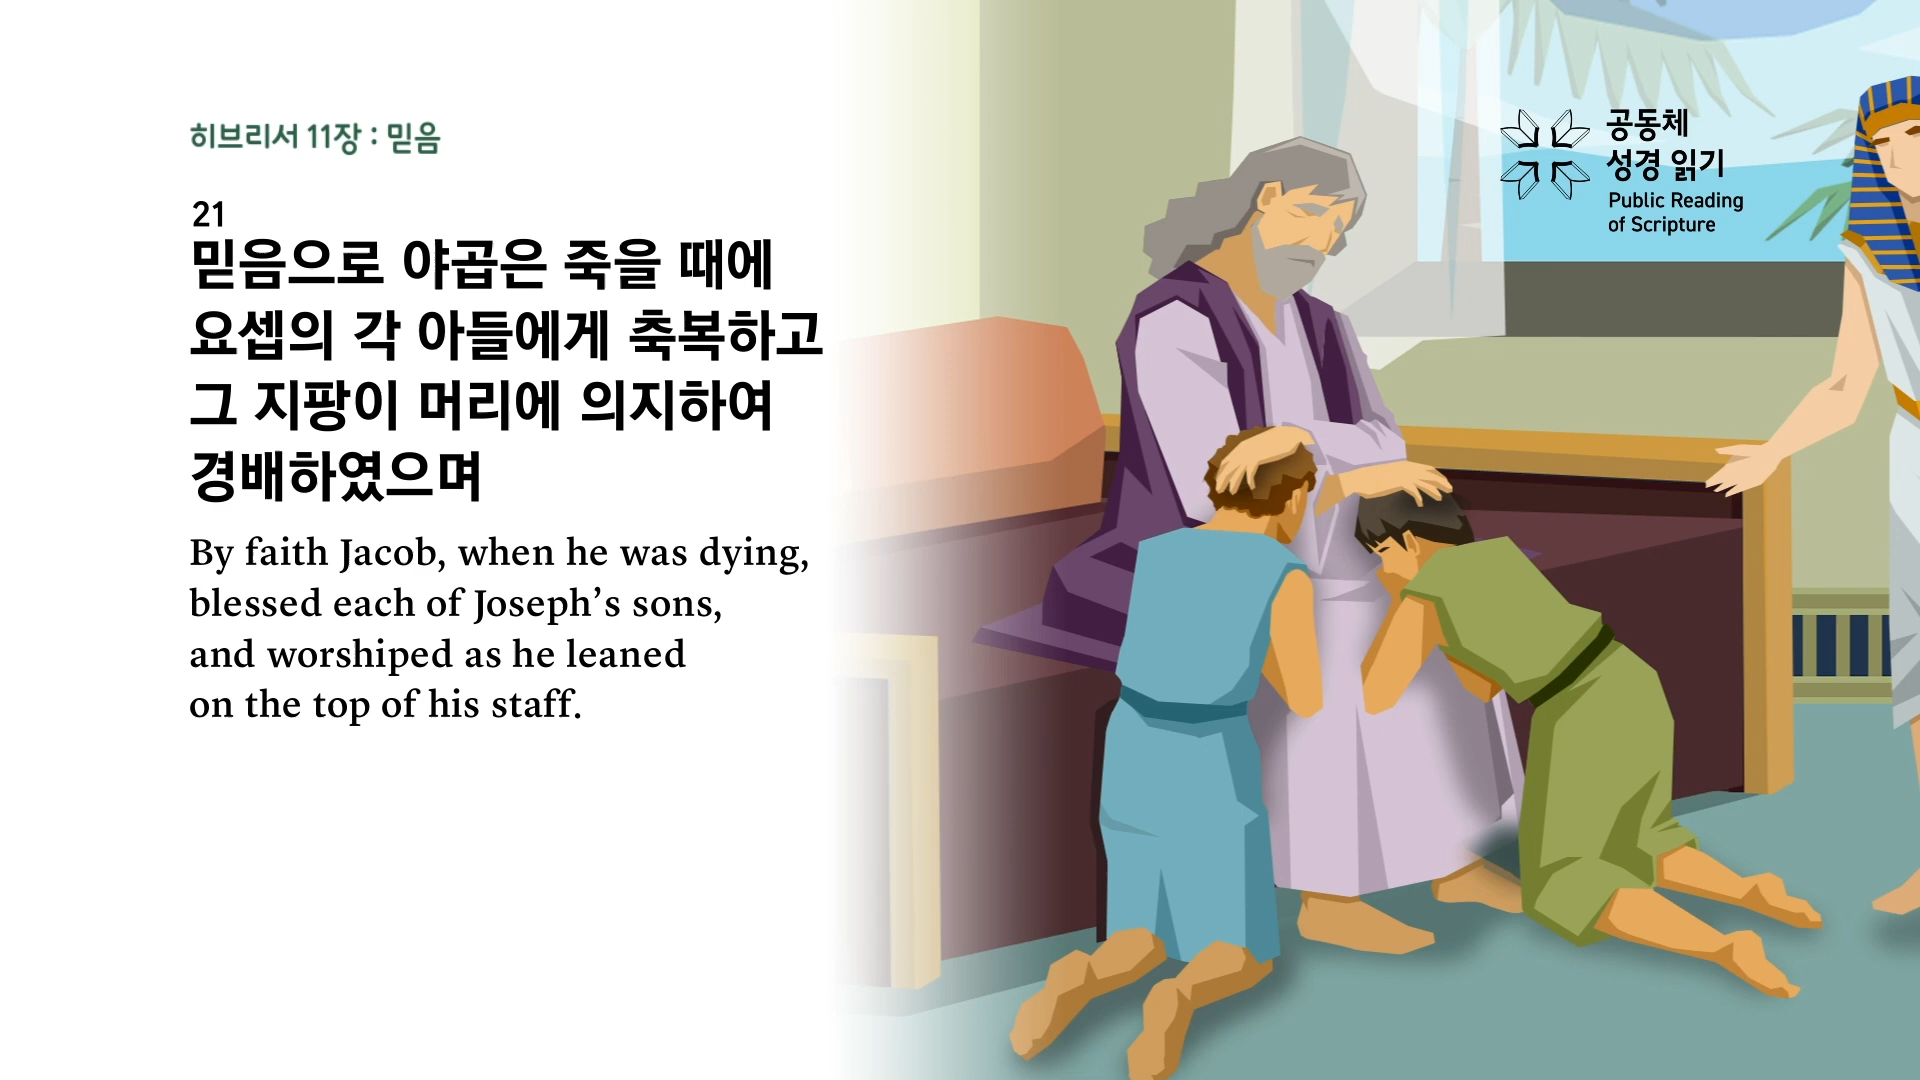 히브리서 11장 : 믿음
21
믿음으로 야곱은 죽을 때에
요셉의 각 아들에게 축복하고
그 지팡이 머리에 의지하여
경배하였으며
By faith Jacob, when he was dying,
blessed each of Joseph’s sons,
and worshiped as he leaned
on the top of his staff.
공동체
성경 읽기
Public Reading
of Scripture